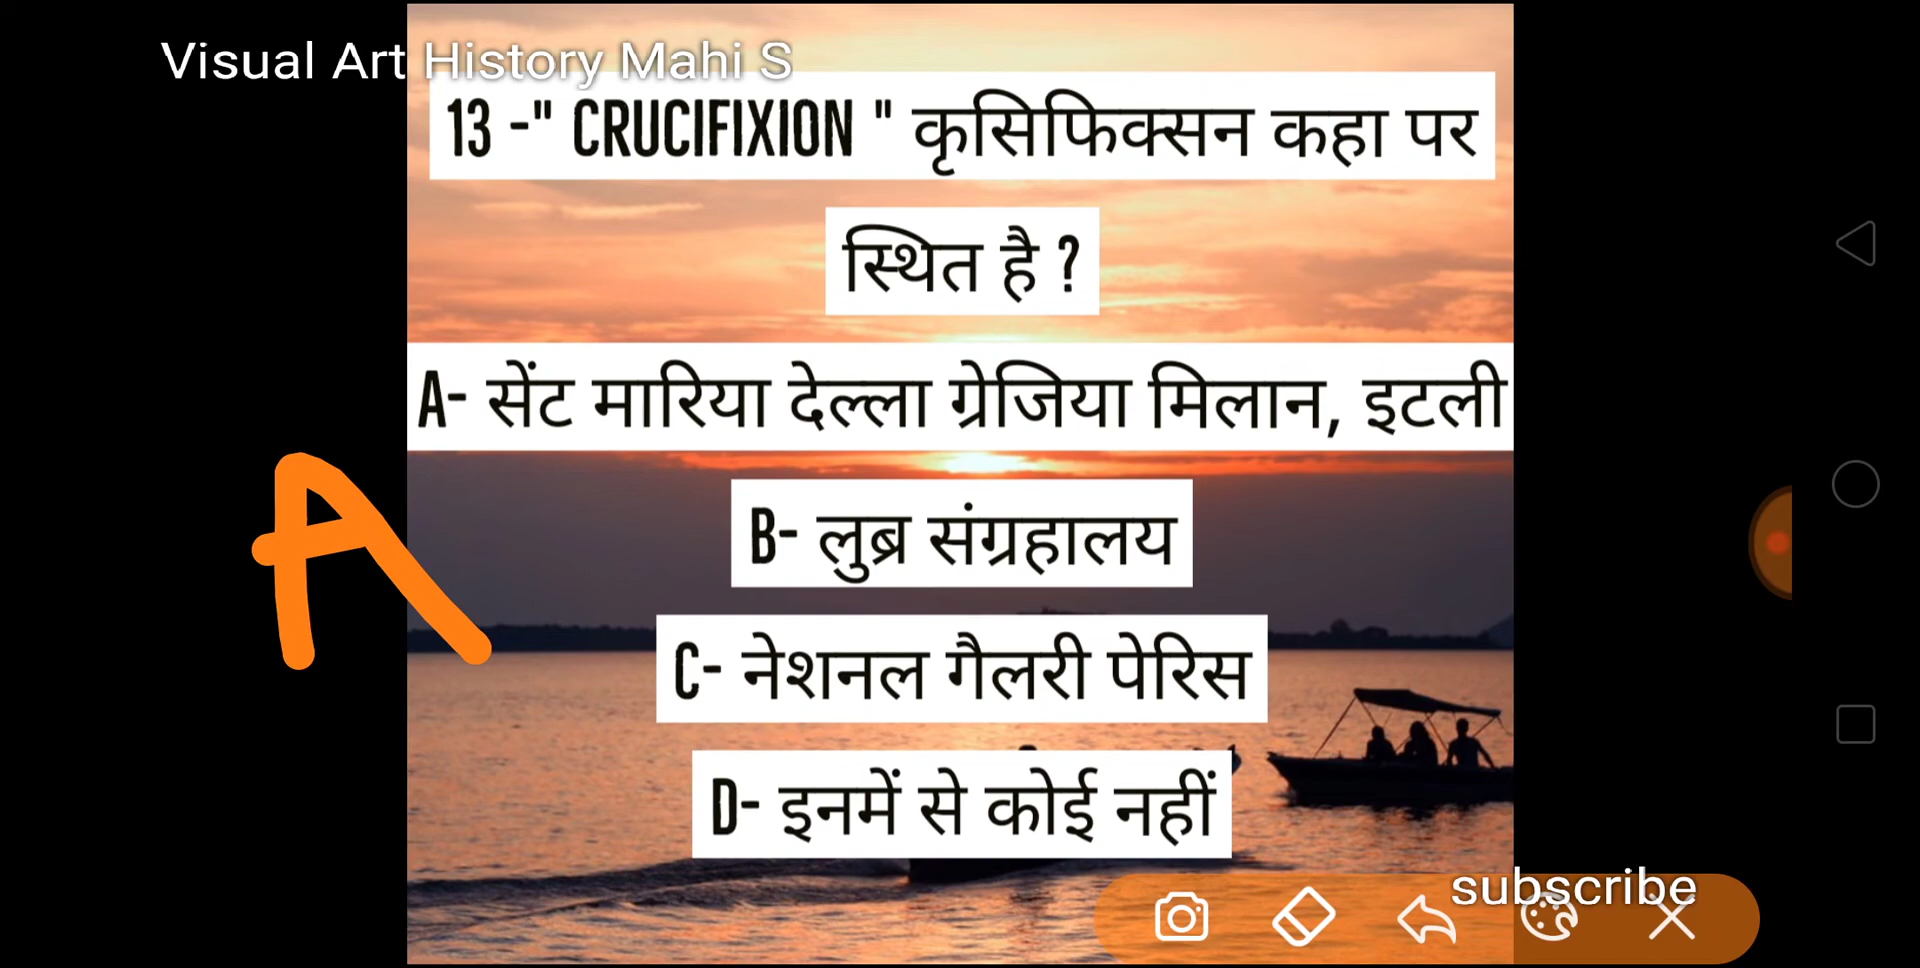 Visual Art History Mahi S
13 -" CRUCIFIXION " कृसिफिक्सन कहा पर
स्थित है ?
A- सेंट मारिया देल्ला ग्रेजिया मिलान, इटली
A
B- लुब्र संग्रहालय
C- नेशनल गैलरी पेरिस
D- इनमें से कोई नहीं
subscribe